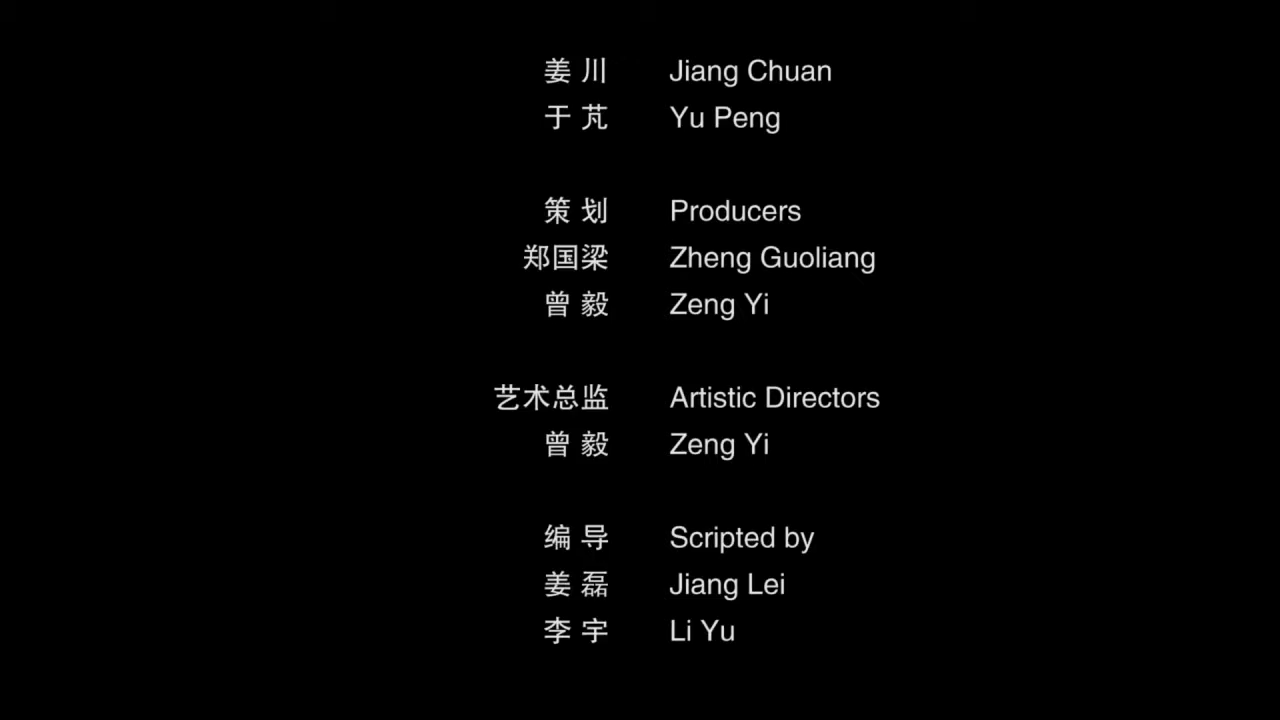 姜 川 Jiang Chuan
于 芃 Yu Peng
策 划 Producers
郑国梁 Zheng Guoliang
曾 毅 Zeng Yi
艺术总监 Artistic Directors
曾 毅 Zeng Yi
编 导 Scripted by
姜 磊 Jiang Lei
李 宇 Li Yu